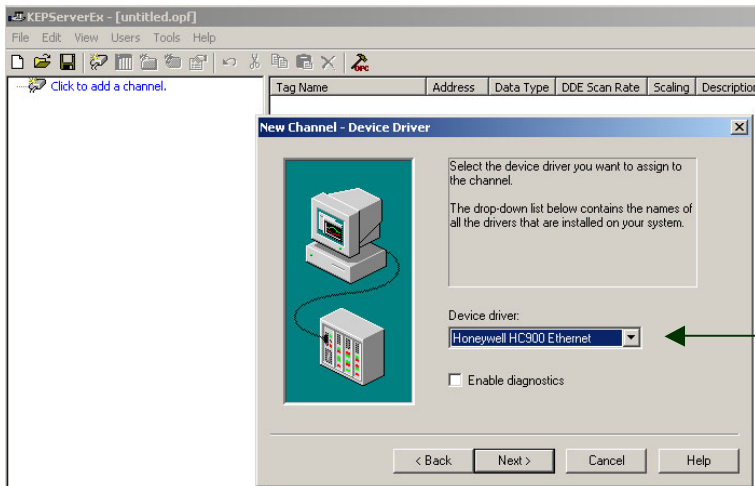 KEPServerEx - [untitled.opf]
File Edit View Users Tools Help
OPC
Click to add a channel.
Tag Name Address Data Type DDE Scan Rate Scaling Description
New Channel - Device Driver
Select the device driver you want to assign to
the channel.
The drop-down list below contains the names of
all the drivers that are installed on your system.
Device driver:
Honeywell HC900 Ethernet
Enable diagnostics
< Back Next > Cancel Help